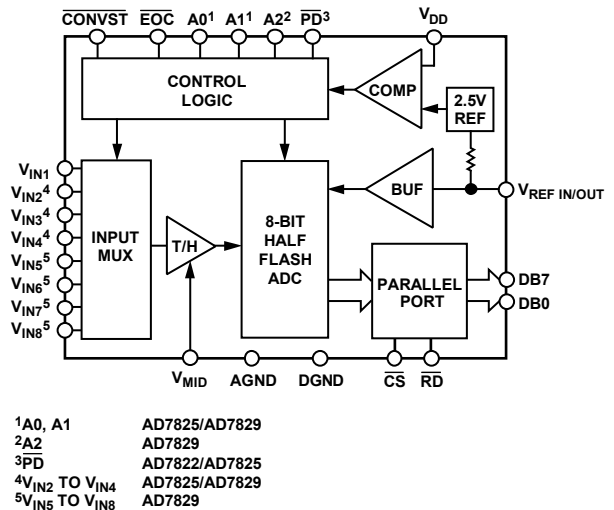 CONVST EOC A0¹ A1¹ A2² PD³ VDD
CONTROL
LOGIC
COMP
2.5V
REF
BUF
VREF IN/OUT
VIN1
VIN2⁴
VIN3⁴
VIN4⁴
VIN5⁵
VIN6⁵
VIN7⁵
VIN8⁵
INPUT
MUX
T/H
8-BIT
HALF
FLASH
ADC
PARALLEL
PORT
DB7
DB0
VMID AGND DGND CS RD
¹A0, A1 AD7825/AD7829
²A2 AD7829
³PD AD7822/AD7825
⁴VIN2 TO VIN4 AD7825/AD7829
⁵VIN5 TO VIN8 AD7829